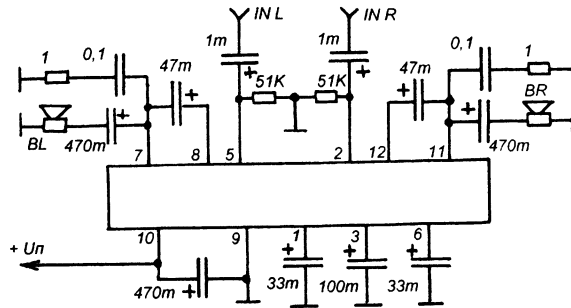 IN L IN R
1m 1m
1 0,1 47m 51K 51K 47m 0,1 1
+ + + +
BL 470m + + 470m BR
7 8 5 2 12 11
10 9 1 3 6
+ Uп
470m + + 33m + 100m + 33m